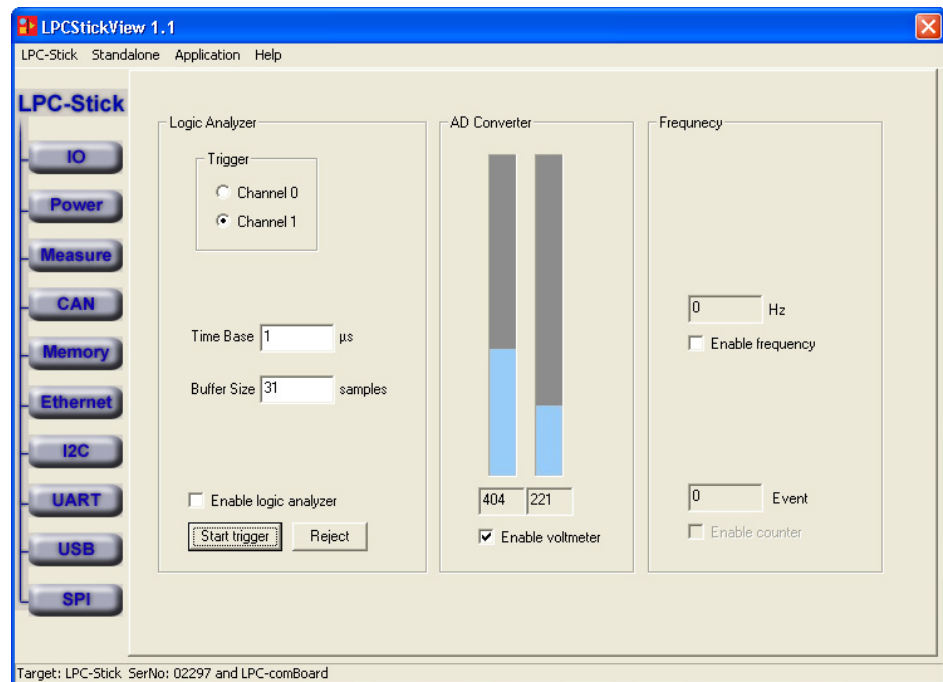 LPCStickView 1.1
LPC-Stick Standalone Application Help
LPC-Stick
IO
Power
Measure
CAN
Memory
Ethernet
I2C
UART
USB
SPI
Logic Analyzer
Trigger
Channel 0
Channel 1
Time Base 1 µs
Buffer Size 31 samples
Enable logic analyzer
Start trigger Reject
AD Converter
404 221
Enable voltmeter
Frequnecy
0 Hz
Enable frequency
0 Event
Enable counter
Target: LPC-Stick SerNo: 02297 and LPC-comBoard